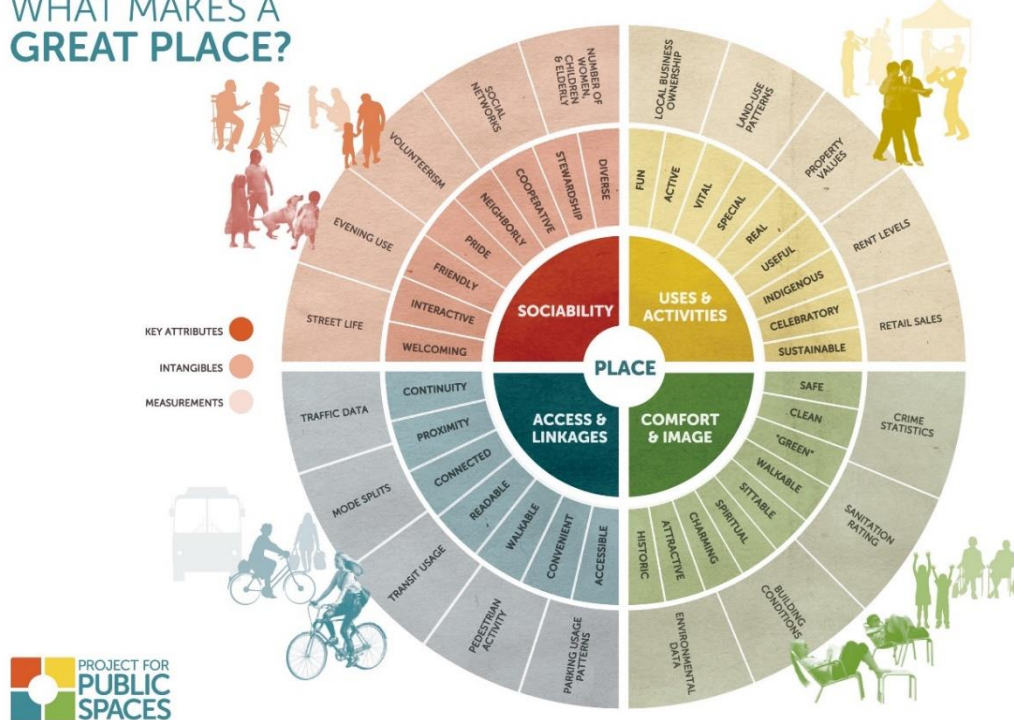 WHAT MAKES A
GREAT PLACE?
KEY ATTRIBUTES
INTANGIBLES
MEASUREMENTS
PLACE
SOCIABILITY
DIVERSE
STEWARDSHIP
COOPERATIVE
NEIGHBORLY
PRIDE
FRIENDLY
INTERACTIVE
WELCOMING
NUMBER OF
WOMEN,
CHILDREN
& ELDERLY
SOCIAL
NETWORKS
VOLUNTEERISM
EVENING USE
STREET LIFE
USES &
ACTIVITIES
FUN
ACTIVE
VITAL
SPECIAL
REAL
USEFUL
INDIGENOUS
CELEBRATORY
SUSTAINABLE
LOCAL BUSINESS
OWNERSHIP
LAND-USE
PATTERNS
PROPERTY
VALUES
RENT LEVELS
RETAIL SALES
ACCESS &
LINKAGES
CONTINUITY
PROXIMITY
CONNECTED
READABLE
WALKABLE
CONVENIENT
ACCESSIBLE
TRAFFIC DATA
MODE SPLITS
TRANSIT USAGE
PEDESTRIAN
ACTIVITY
PARKING USAGE
PATTERNS
COMFORT
& IMAGE
SAFE
CLEAN
"GREEN"
WALKABLE
SITTABLE
SPIRITUAL
CHARMING
ATTRACTIVE
HISTORIC
CRIME
STATISTICS
SANITATION
RATING
BUILDING
CONDITIONS
ENVIRONMENTAL
DATA
PROJECT FOR
PUBLIC
SPACES